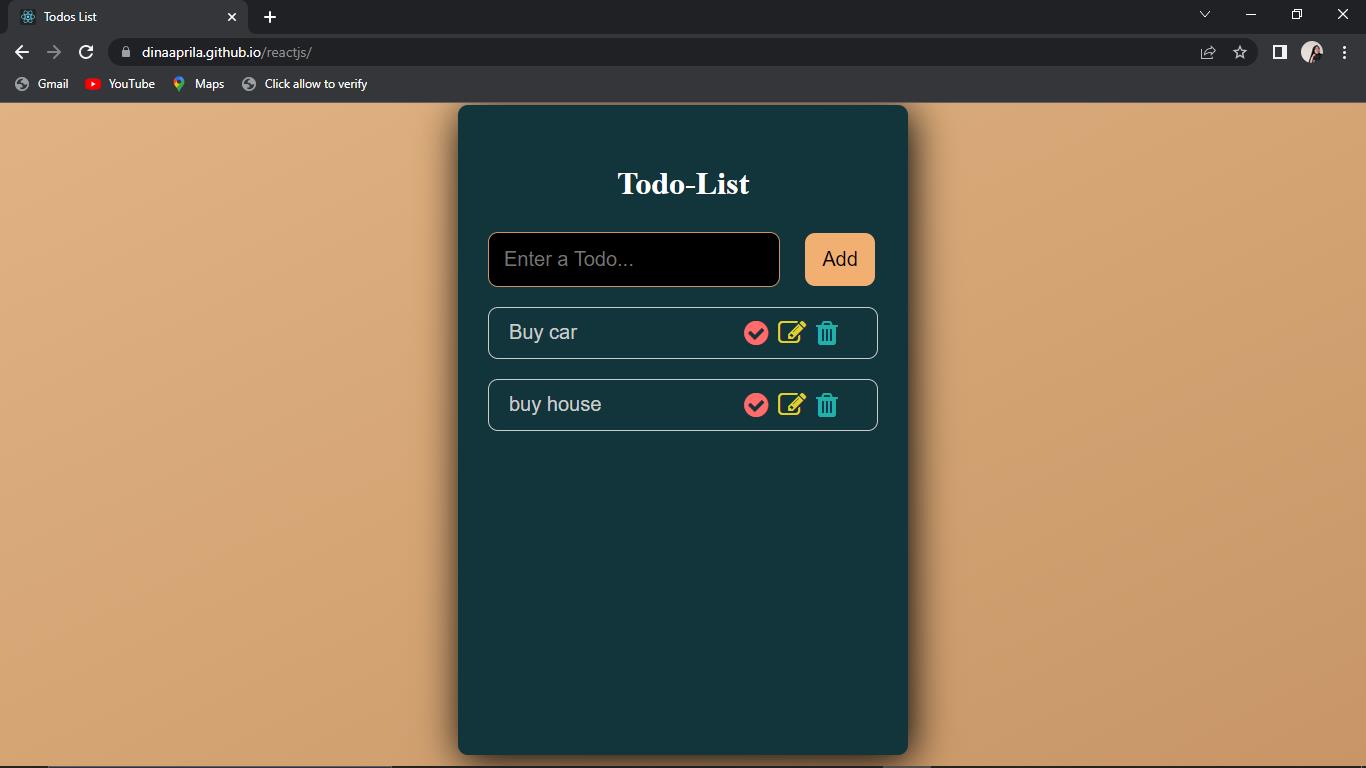 Todos List
dinaaprila.github.io/reactjs/
Gmail YouTube Maps Click allow to verify
Todo-List
Enter a Todo... Add
Buy car
buy house